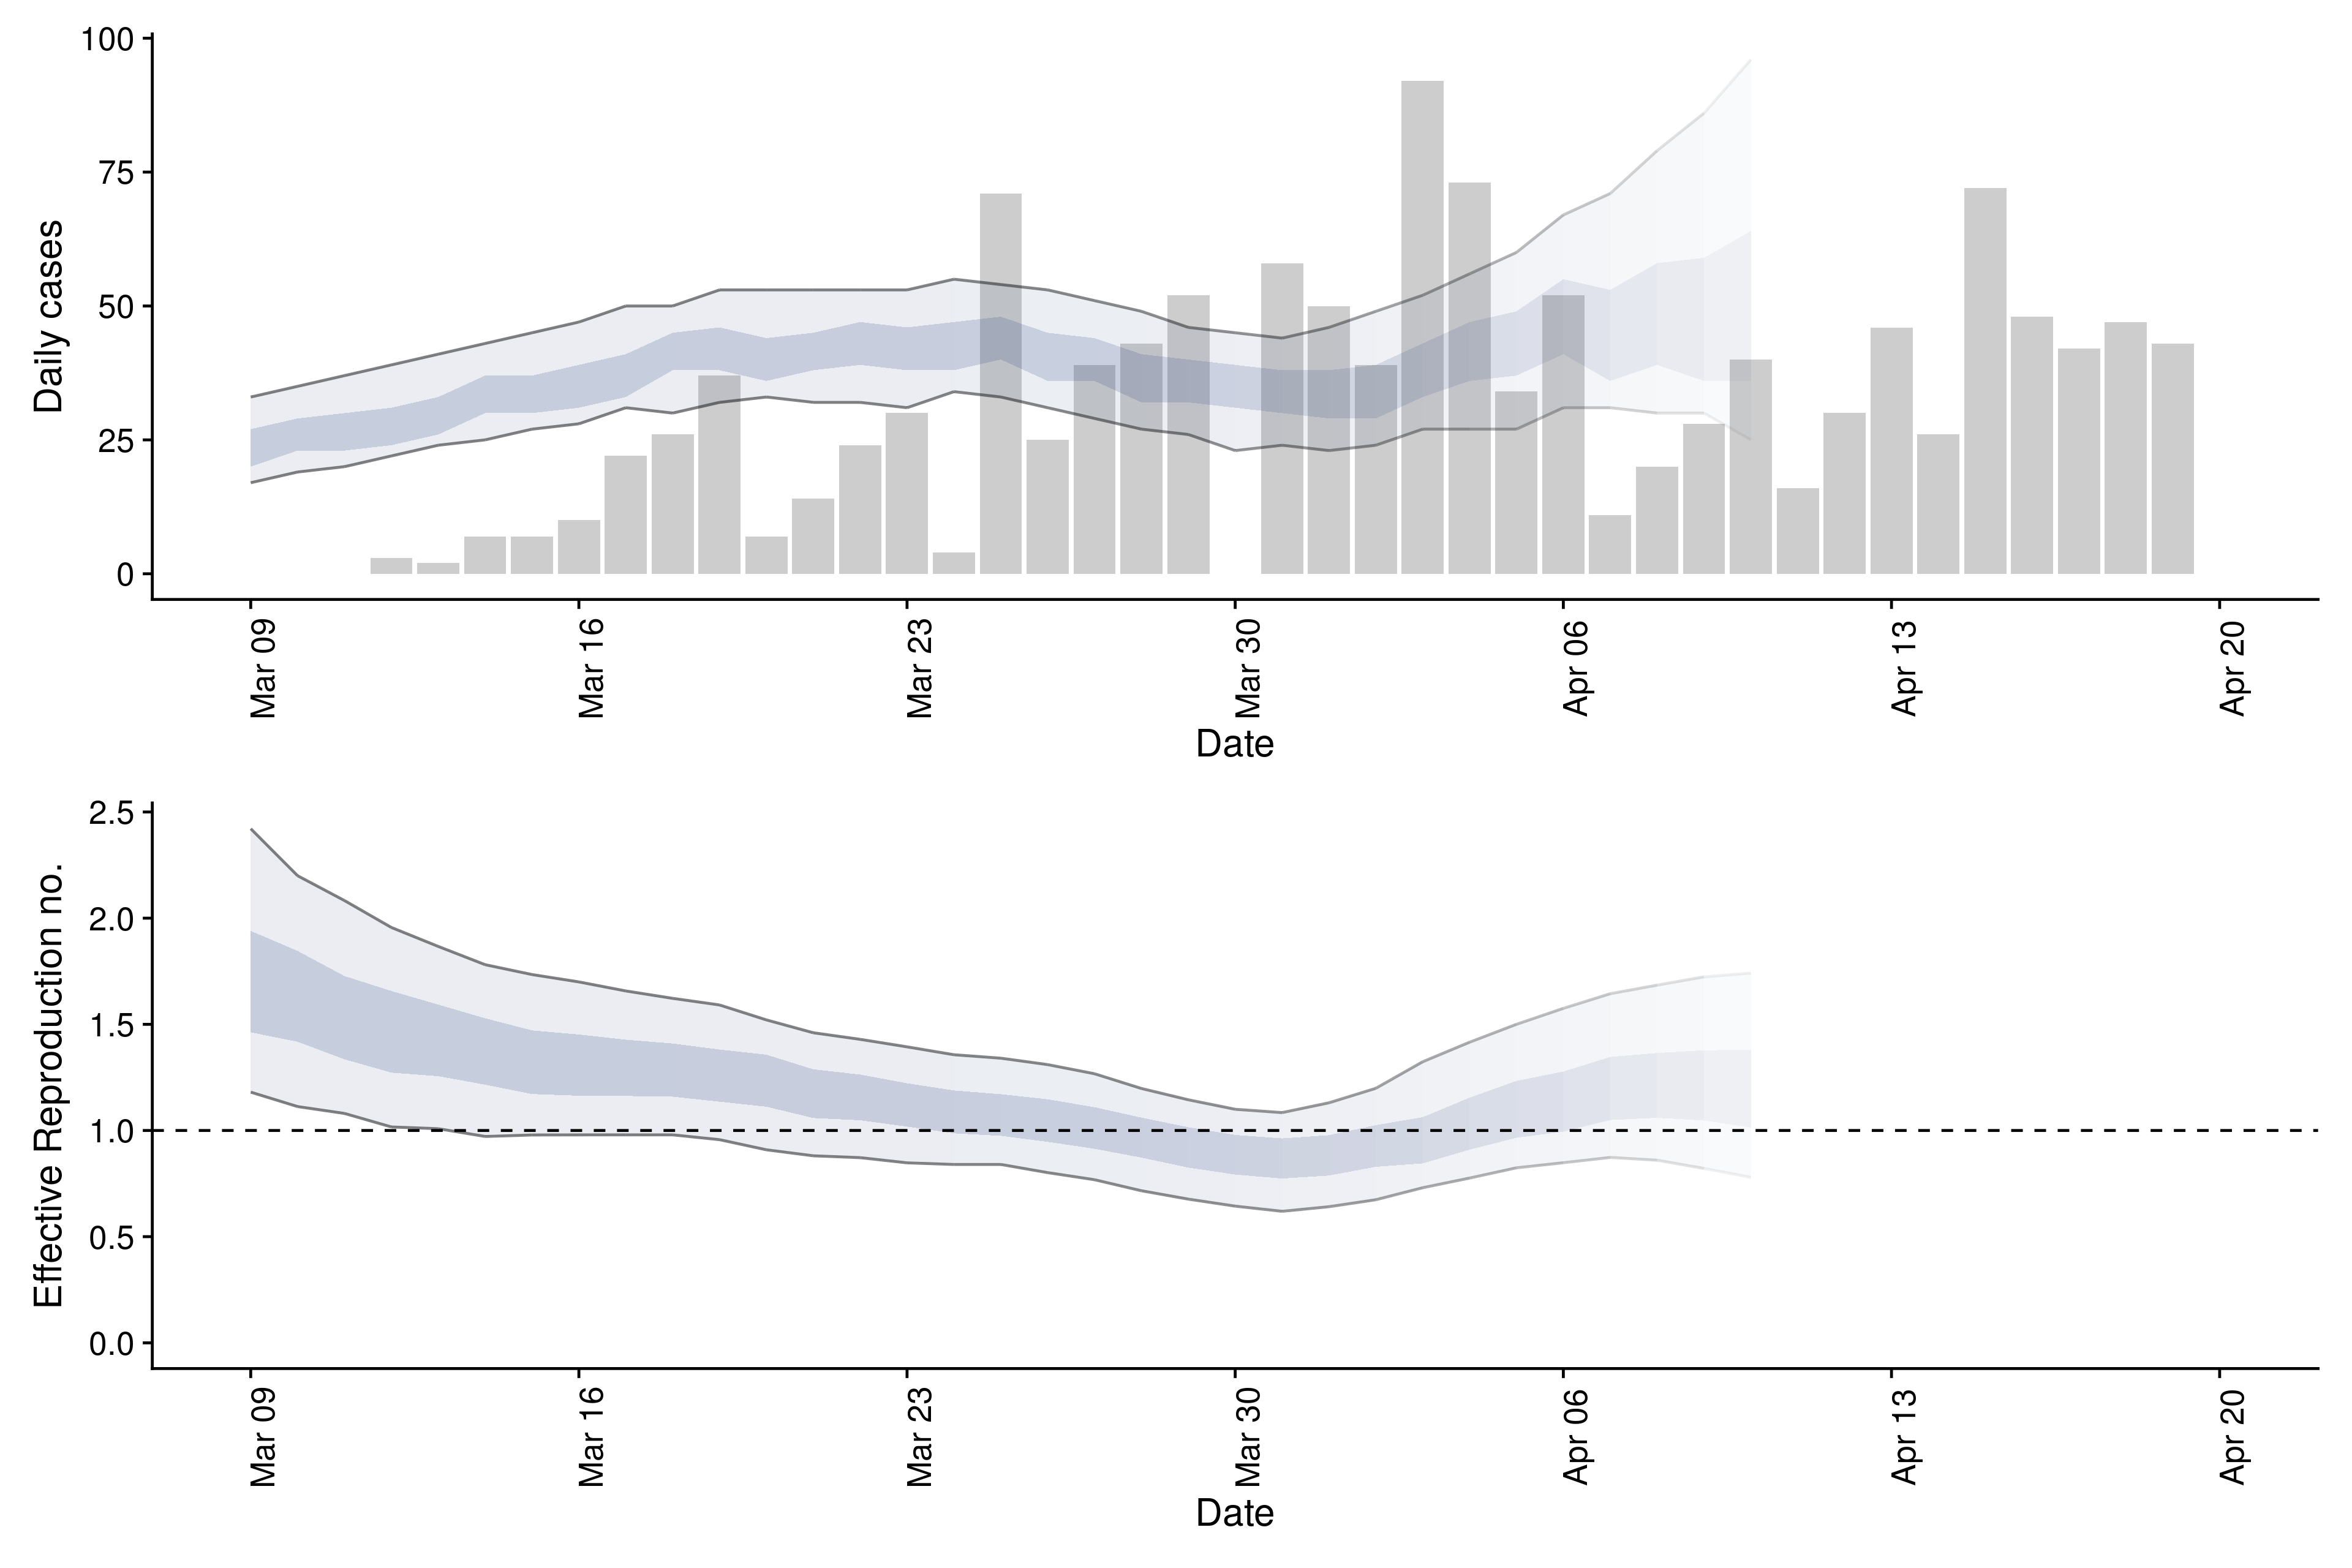 Daily cases
100
75
50
25
0
Mar 09
Mar 16
Mar 23
Mar 30
Apr 06
Apr 13
Apr 20
Date
Effective Reproduction no.
2.5
2.0
1.5
1.0
0.5
0.0
Mar 09
Mar 16
Mar 23
Mar 30
Apr 06
Apr 13
Apr 20
Date